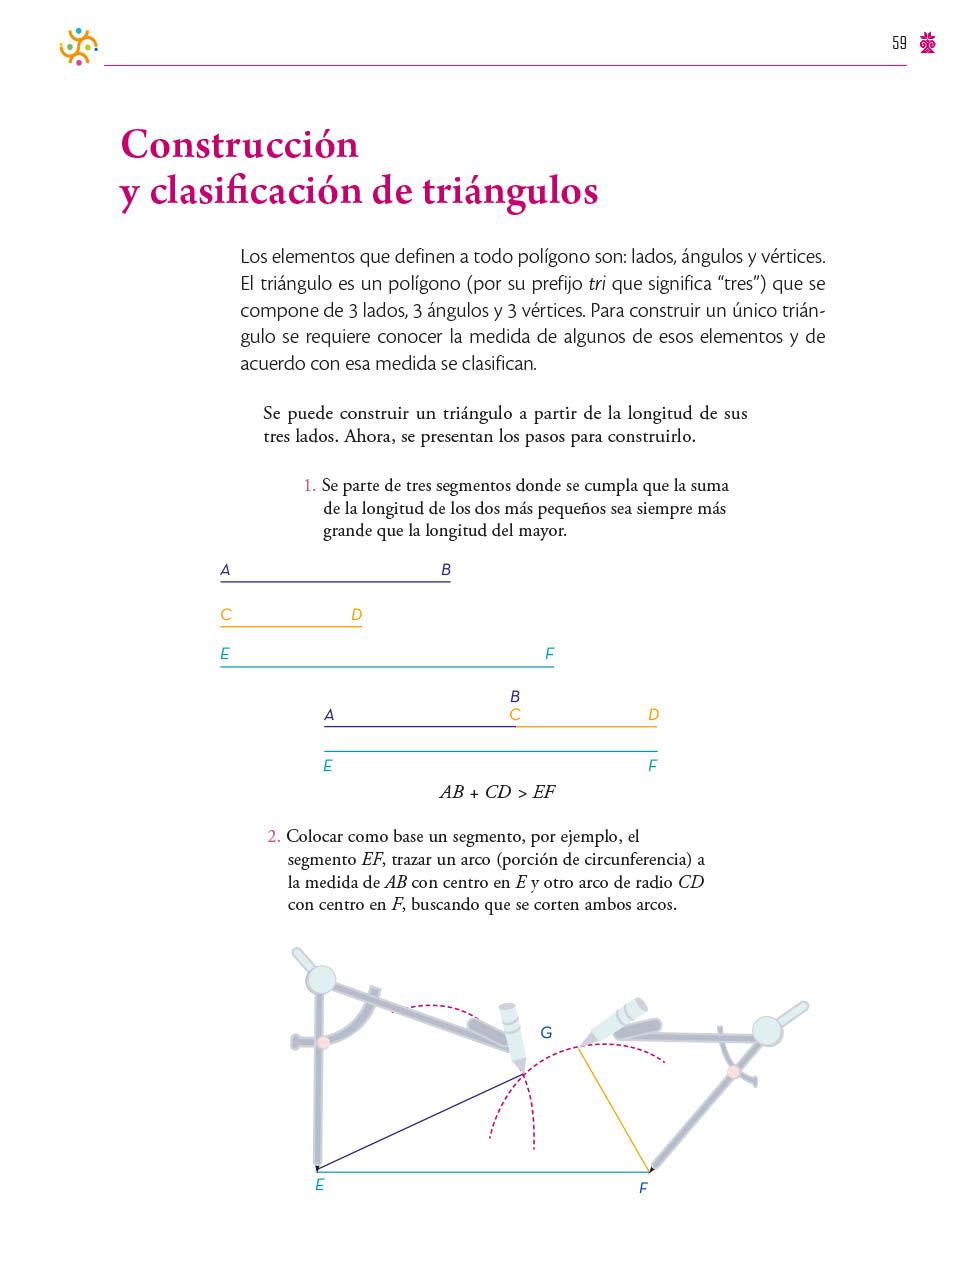 59
Construcción
y clasificación de triángulos
Los elementos que definen a todo polígono son: lados, ángulos y vértices.
El triángulo es un polígono (por su prefijo tri que significa “tres”) que se
compone de 3 lados, 3 ángulos y 3 vértices. Para construir un único trián-
gulo se requiere conocer la medida de algunos de esos elementos y de
acuerdo con esa medida se clasifican.
Se puede construir un triángulo a partir de la longitud de sus
tres lados. Ahora, se presentan los pasos para construirlo.
1. Se parte de tres segmentos donde se cumpla que la suma
de la longitud de los dos más pequeños sea siempre más
grande que la longitud del mayor.
A B
C D
E F
B
A C D
E F
AB + CD > EF
2. Colocar como base un segmento, por ejemplo, el
segmento EF, trazar un arco (porción de circunferencia) a
la medida de AB con centro en E y otro arco de radio CD
con centro en F, buscando que se corten ambos arcos.
G
E F